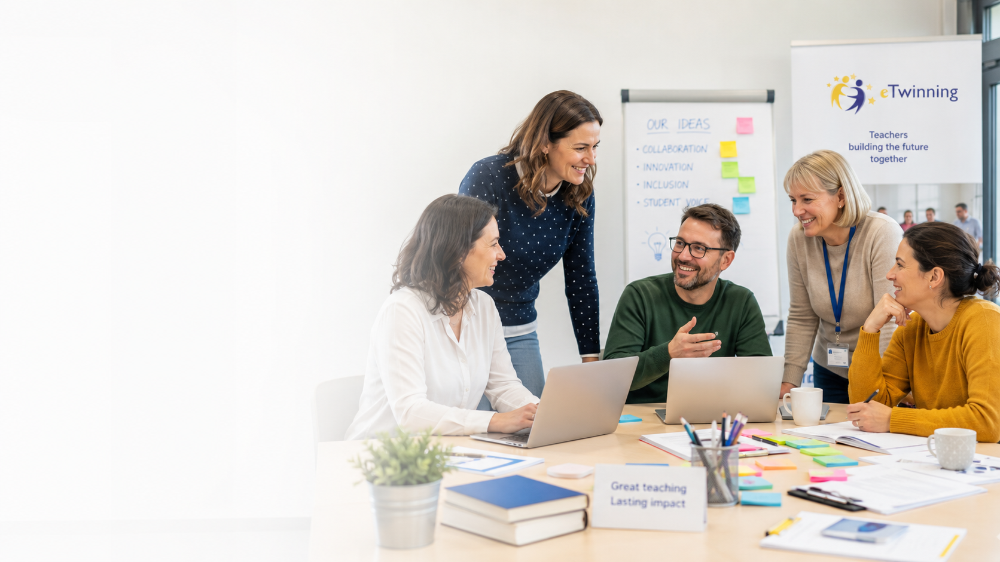 OUR IDEAS
• COLLABORATION
• INNOVATION
• INCLUSION
• STUDENT VOICE
eTwinning
Teachers
building the future
together
Great teaching
Lasting impact